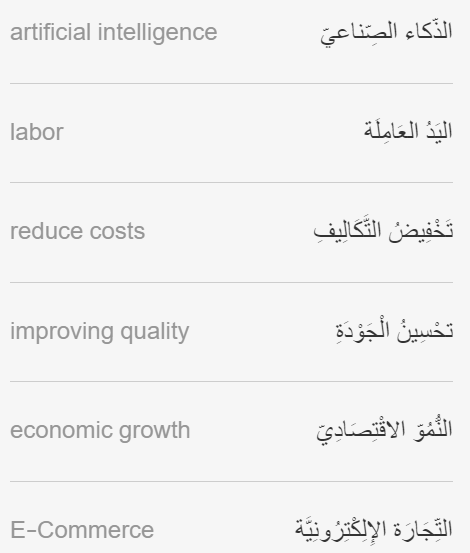 artificial intelligence الذّكاء الصِّناعيّ
labor اليَدُ العَامِلَة
reduce costs تَخْفِيضُ التَّكَالِيفِ
improving quality تحْسِينُ الْجَوْدَةِ
economic growth النُّمُوّ الاقْتِصَادِيّ
E-Commerce التِّجَارَة الإِلِكْترُونِيَّة